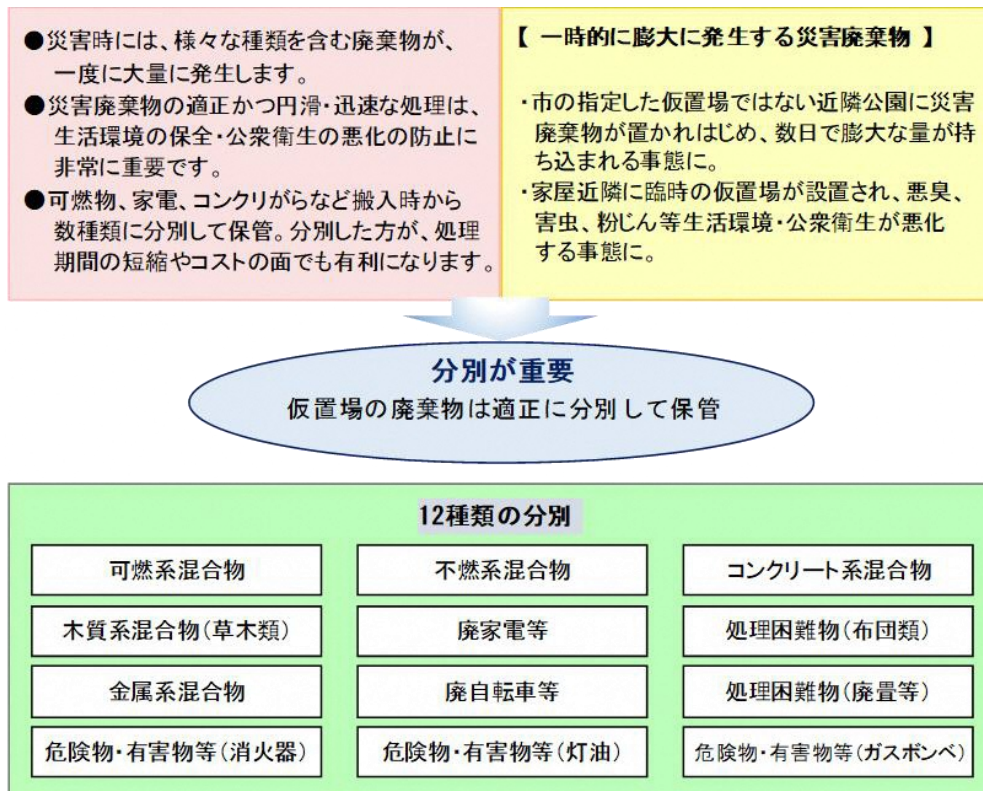 ●災害時には、様々な種類を含む廃棄物が、
一度に大量に発生します。
●災害廃棄物の適正かつ円滑・迅速な処理は、
生活環境の保全・公衆衛生の悪化の防止に
非常に重要です。
●可燃物、家電、コンクリがらなど搬入時から
数種類に分別して保管。分別した方が、処理
期間の短縮やコストの面でも有利になります。
【 一時的に膨大に発生する災害廃棄物 】
・市の指定した仮置場ではない近隣公園に災害
廃棄物が置かれはじめ、数日で膨大な量が持
ち込まれる事態に。
・家屋近隣に臨時の仮置場が設置され、悪臭、
害虫、粉じん等生活環境・公衆衛生が悪化
する事態に。
分別が重要
仮置場の廃棄物は適正に分別して保管
12種類の分別
可燃系混合物
不燃系混合物
コンクリート系混合物
木質系混合物(草木類)
廃家電等
処理困難物(布団類)
金属系混合物
廃自転車等
処理困難物(廃畳等)
危険物・有害物等(消火器)
危険物・有害物等(灯油)
危険物・有害物等(ガスボンベ)